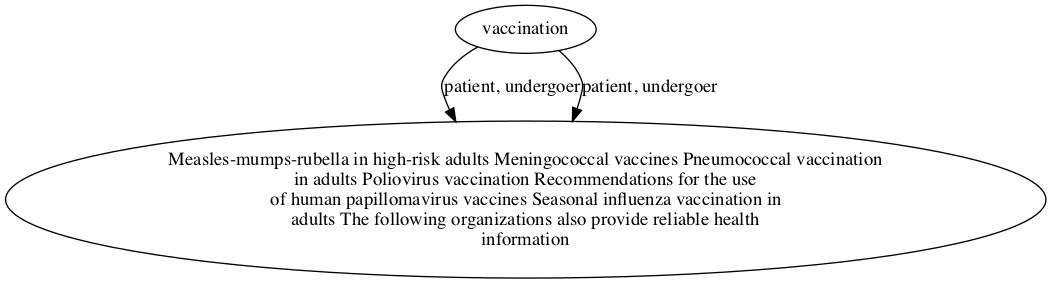 vaccination
patient, undergoer patient, undergoer
Measles-mumps-rubella in high-risk adults Meningococcal vaccines Pneumococcal vaccination
in adults Poliovirus vaccination Recommendations for the use
of human papillomavirus vaccines Seasonal influenza vaccination in
adults The following organizations also provide reliable health
information